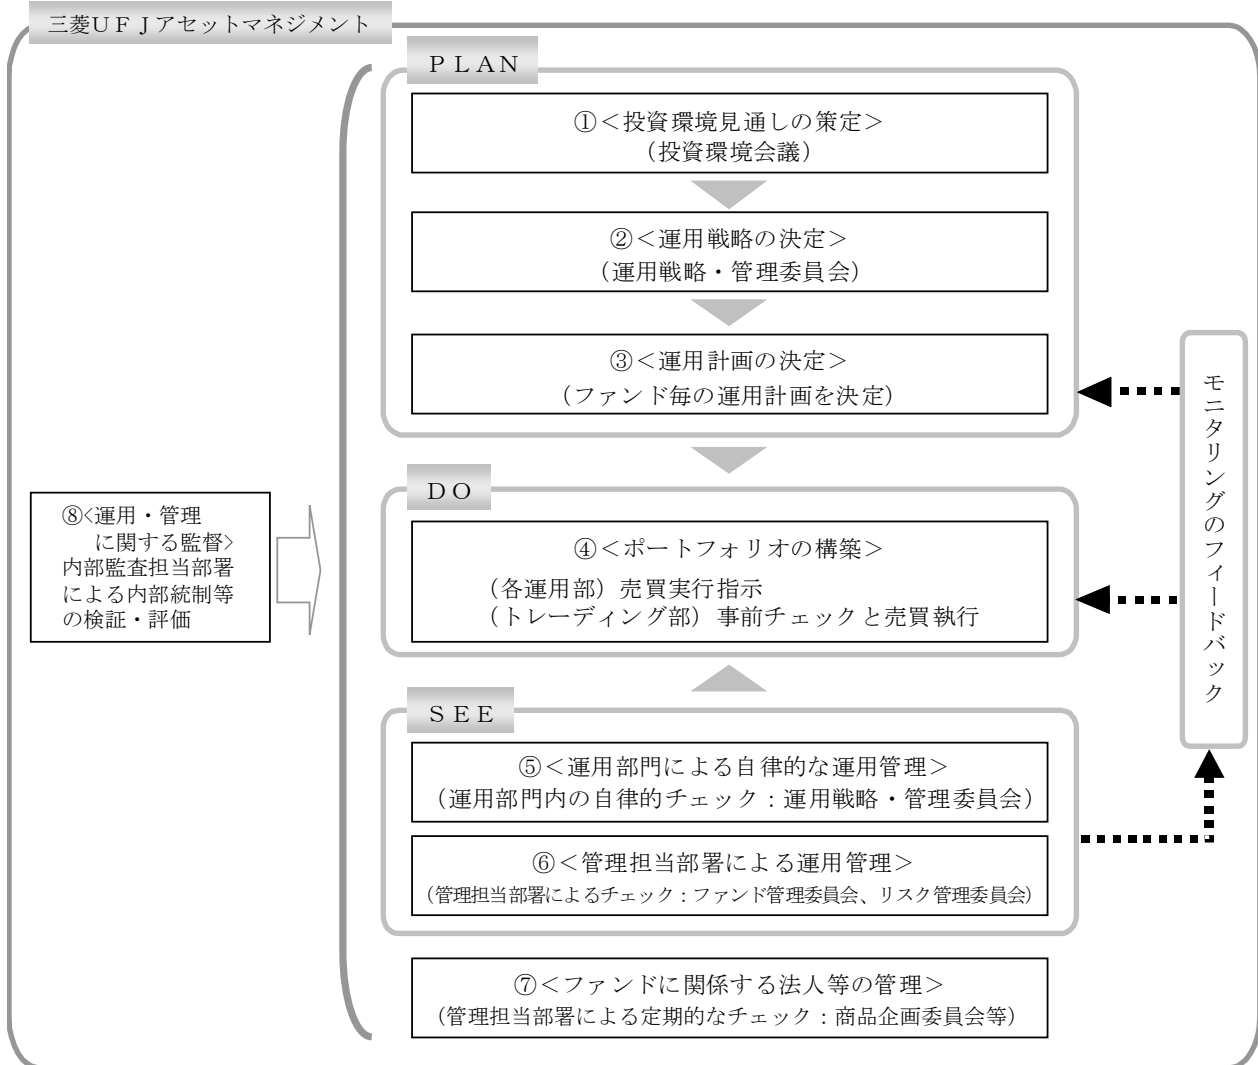 三菱ＵＦＪアセットマネジメント
ＰＬＡＮ
①＜投資環境見通しの策定＞
（投資環境会議）
②＜運用戦略の決定＞
（運用戦略・管理委員会）
③＜運用計画の決定＞
（ファンド毎の運用計画を決定）
ＤＯ
④＜ポートフォリオの構築＞
（各運用部）売買実行指示
（トレーディング部）事前チェックと売買執行
ＳＥＥ
⑤＜運用部門による自律的な運用管理＞
（運用部門内の自律的チェック：運用戦略・管理委員会）
⑥＜管理担当部署による運用管理＞
（管理担当部署によるチェック：ファンド管理委員会、リスク管理委員会）
⑦＜ファンドに関係する法人等の管理＞
（管理担当部署による定期的なチェック：商品企画委員会等）
⑧<運用・管理
に関する監督>
内部監査担当部署
による内部統制等
の検証・評価
モニタリングのフィードバック